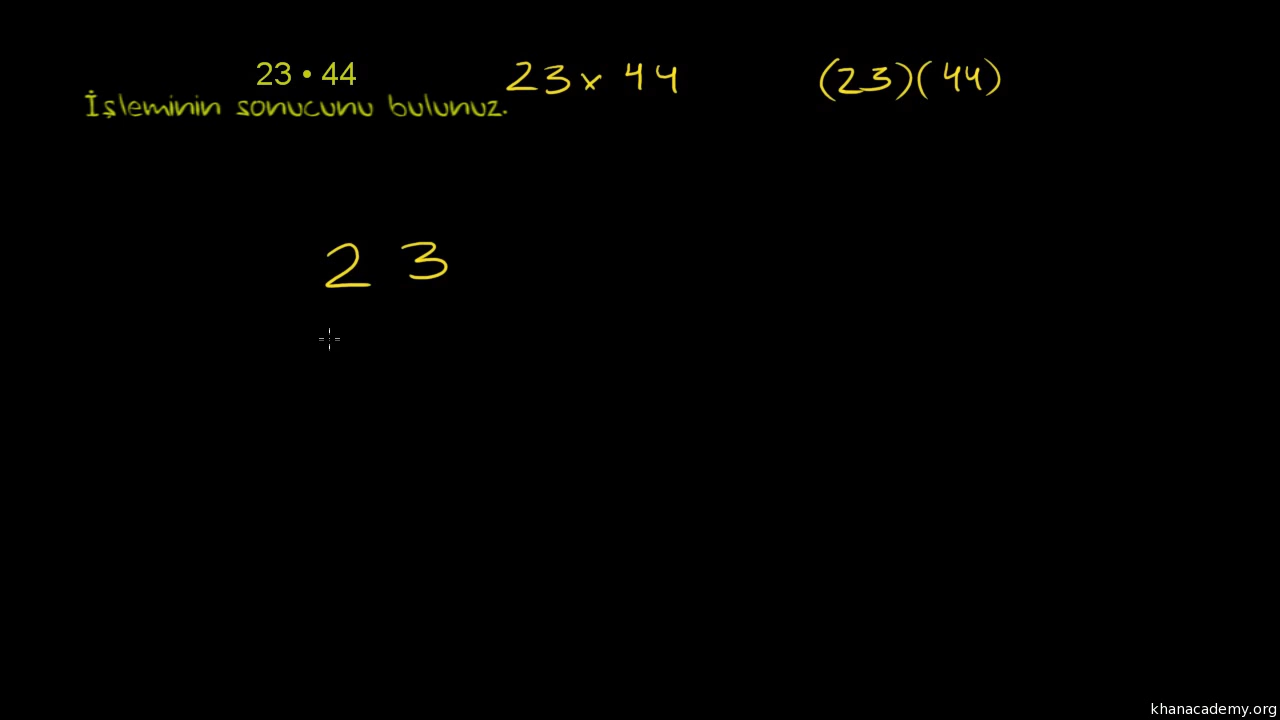 23 • 44 23 x 44 (23)(44)
İşleminin sonucunu bulunuz.
2 3
khanacademy.org